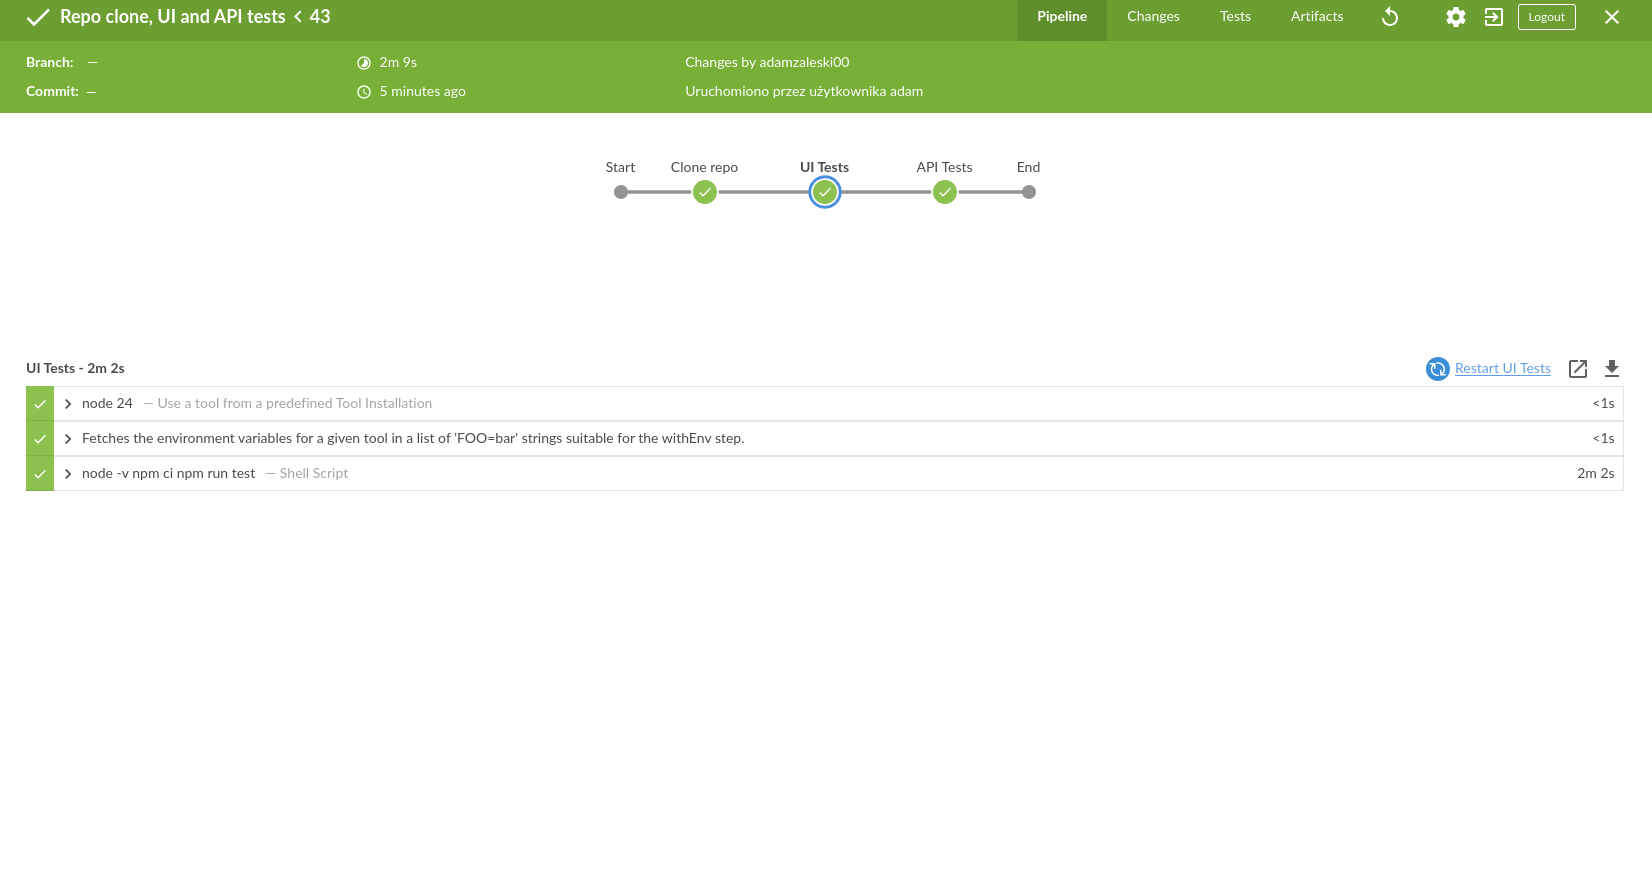 Repo clone, UI and API tests < 43
Pipeline Changes Tests Artifacts Logout
Branch: — 2m 9s Changes by adamzaleski00
Commit: — 5 minutes ago Uruchomiono przez użytkownika adam
Start Clone repo UI Tests API Tests End
UI Tests - 2m 2s Restart UI Tests
node 24 — Use a tool from a predefined Tool Installation <1s
Fetches the environment variables for a given tool in a list of 'FOO=bar' strings suitable for the withEnv step. <1s
node -v npm ci npm run test — Shell Script 2m 2s